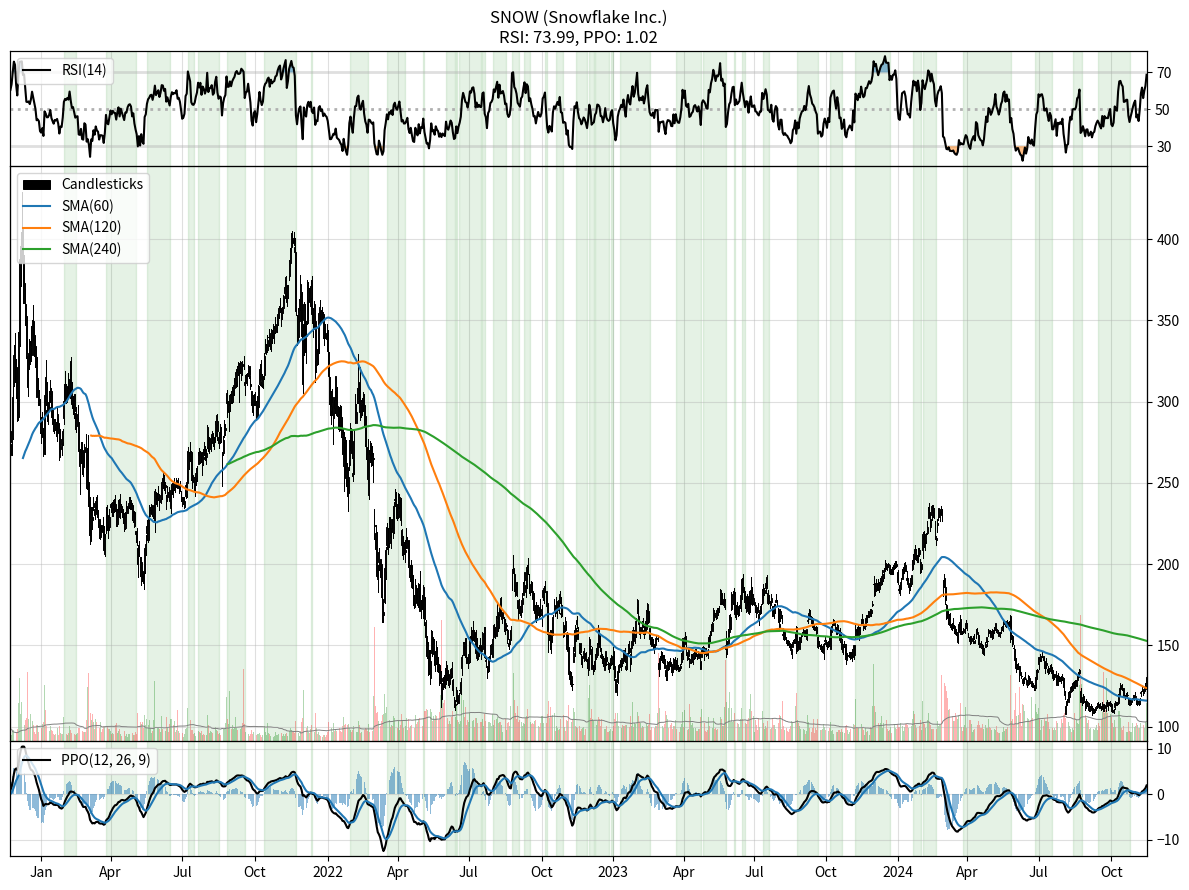 SNOW (Snowflake Inc.)
RSI: 73.99, PPO: 1.02
RSI(14)
70
50
30
Candlesticks
SMA(60)
SMA(120)
SMA(240)
400
350
300
250
200
150
100
PPO(12, 26, 9)
10
0
−10
Jan Apr Jul Oct 2022 Apr Jul Oct 2023 Apr Jul Oct 2024 Apr Jul Oct